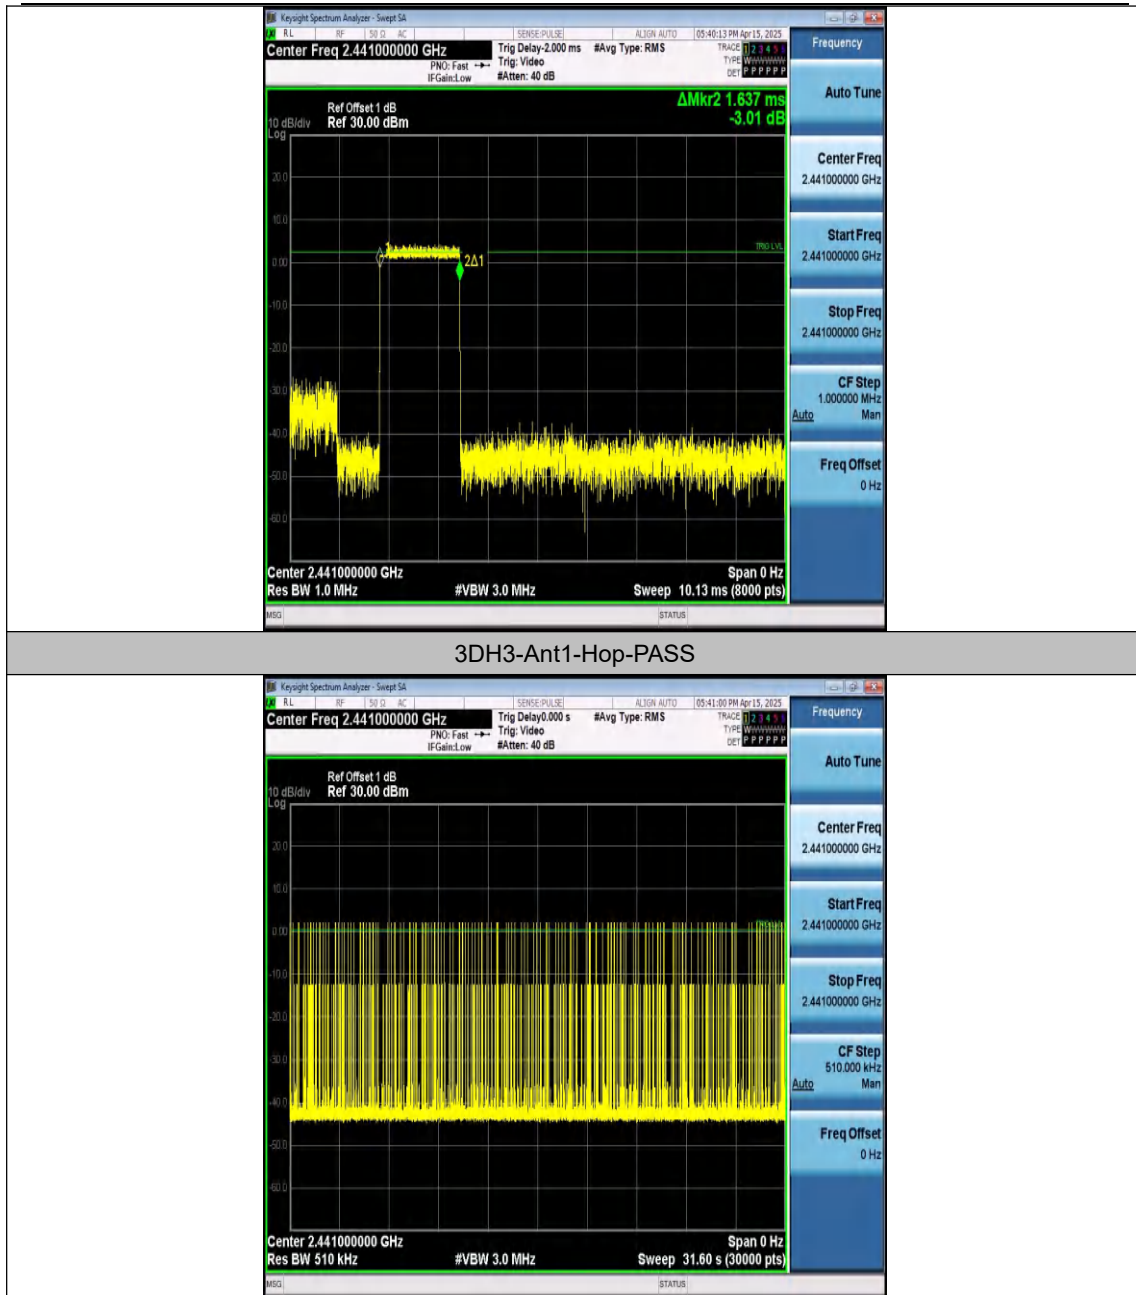 Keysight Spectrum Analyzer - Swept SA
RL RF 50 Ω AC SENSE:PULSE ALIGN AUTO 05:40:13 PM Apr 15, 2025
Center Freq 2.441000000 GHz
Trig Delay-2.000 ms #Avg Type: RMS TRACE 1 2 3 4 5 6
PNO: Fast Trig: Video TYPE WWWWWW
IFGain:Low #Atten: 40 dB DET P P P P P P
Frequency
Auto Tune
Center Freq
2.441000000 GHz
Start Freq
2.441000000 GHz
Stop Freq
2.441000000 GHz
CF Step
1.000000 MHz
Auto Man
Freq Offset
0 Hz
ΔMkr2 1.637 ms
-3.01 dB
Ref Offset 1 dB
10 dB/div Ref 30.00 dBm
Log
20.0
10.0
0.00
-10.0
-20.0
-30.0
-40.0
-50.0
-60.0
TRIG LVL
2Δ1
Center 2.441000000 GHz Span 0 Hz
Res BW 1.0 MHz #VBW 3.0 MHz Sweep 10.13 ms (8000 pts)
MSG STATUS
3DH3-Ant1-Hop-PASS
Keysight Spectrum Analyzer - Swept SA
RL RF 50 Ω AC SENSE:PULSE ALIGN AUTO 05:41:00 PM Apr 15, 2025
Center Freq 2.441000000 GHz
Trig Delay0.000 s #Avg Type: RMS TRACE 1 2 3 4 5 6
PNO: Fast Trig: Video TYPE WWWWWW
IFGain:Low #Atten: 40 dB DET P P P P P P
Frequency
Auto Tune
Center Freq
2.441000000 GHz
Start Freq
2.441000000 GHz
Stop Freq
2.441000000 GHz
CF Step
510.000 kHz
Auto Man
Freq Offset
0 Hz
Ref Offset 1 dB
10 dB/div Ref 30.00 dBm
Log
20.0
10.0
0.00
-10.0
-20.0
-30.0
-40.0
-50.0
-60.0
Center 2.441000000 GHz Span 0 Hz
Res BW 510 kHz #VBW 3.0 MHz Sweep 31.60 s (30000 pts)
MSG STATUS